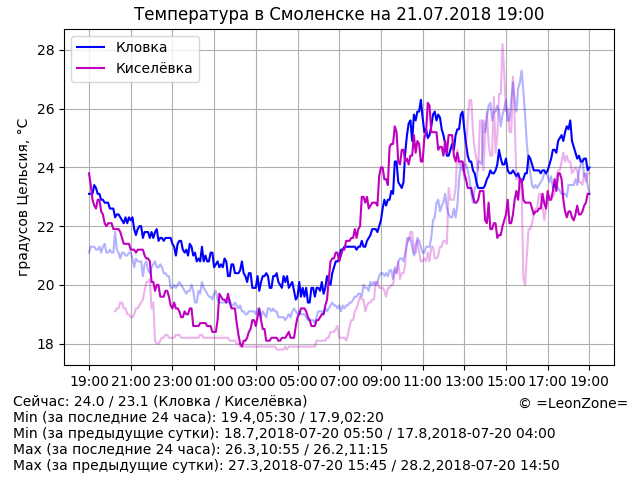 Температура в Смоленске на 21.07.2018 19:00
Кловка
Киселёвка
градусов Цельсия, °C
28
26
24
22
20
18
19:00 21:00 23:00 01:00 03:00 05:00 07:00 09:00 11:00 13:00 15:00 17:00 19:00
Сейчас: 24.0 / 23.1 (Кловка / Киселёвка)
© =LeonZone=
Min (за последние 24 часа): 19.4,05:30 / 17.9,02:20
Min (за предыдущие сутки): 18.7,2018-07-20 05:50 / 17.8,2018-07-20 04:00
Max (за последние 24 часа): 26.3,10:55 / 26.2,11:15
Max (за предыдущие сутки): 27.3,2018-07-20 15:45 / 28.2,2018-07-20 14:50